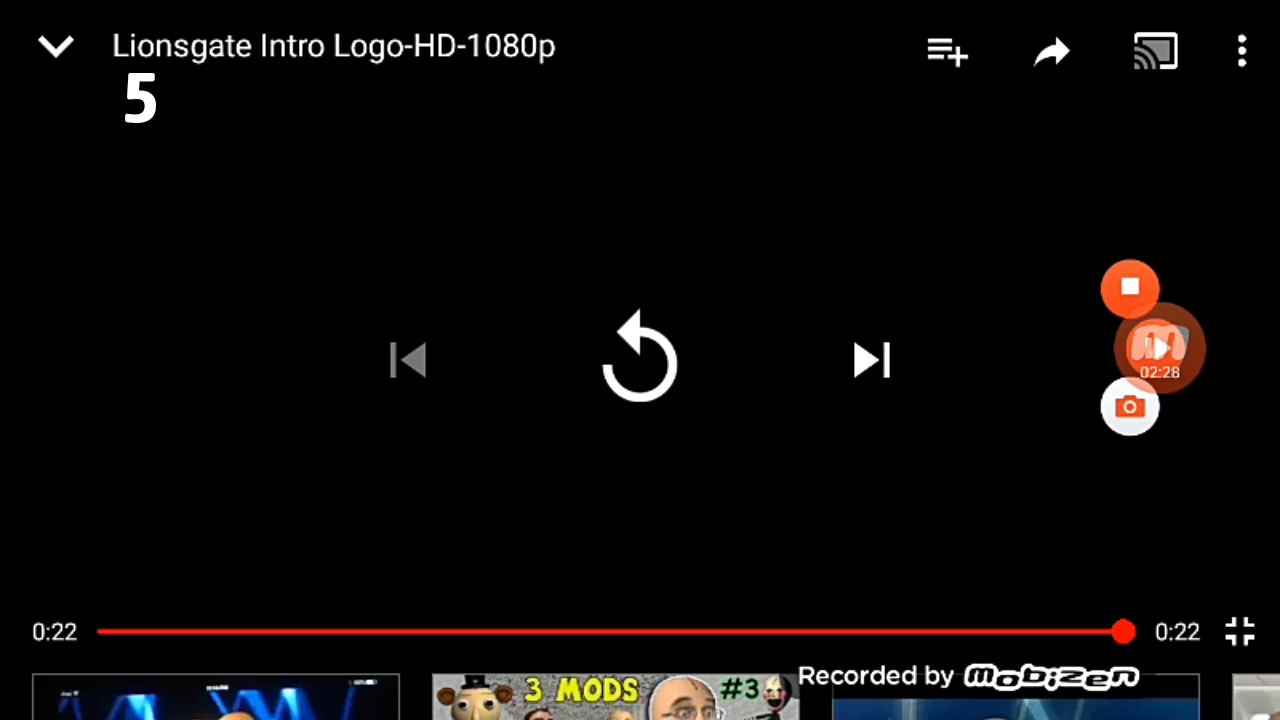 Lionsgate Intro Logo-HD-1080p
5
02:28
0:22
0:22
3 MODS #3
Recorded by mobizen